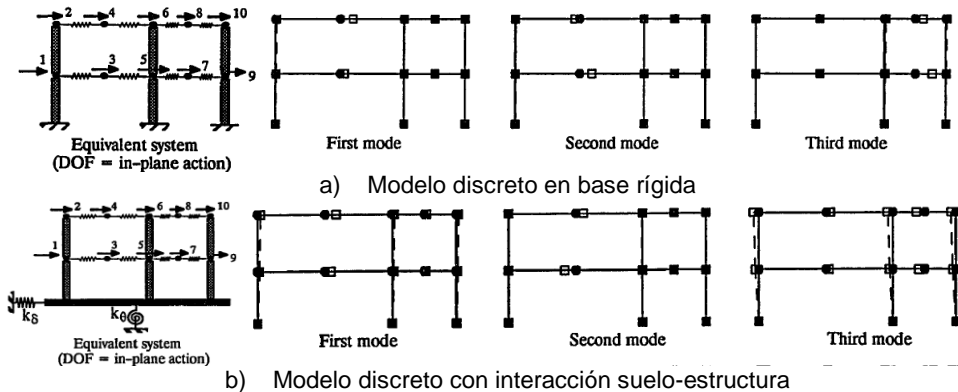 2 4 6 8 10
1 3 5 7 9
Equivalent system
(DOF = in-plane action)
First mode
Second mode
Third mode
a) Modelo discreto en base rígida
2 4 6 8 10
1 3 5 7 9
kδ
kθ
Equivalent system
(DOF = in-plane action)
First mode
Second mode
Third mode
b) Modelo discreto con interacción suelo-estructura